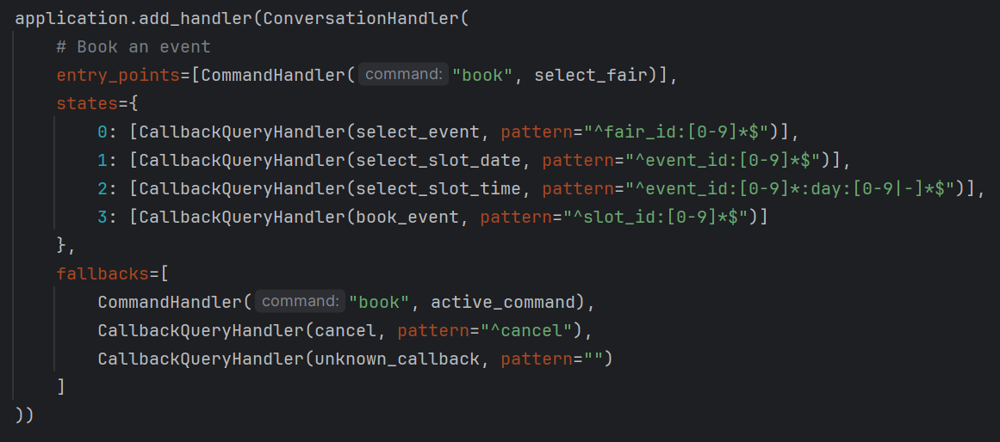 application.add_handler(ConversationHandler(
    # Book an event
    entry_points=[CommandHandler( command: "book", select_fair)],
    states={
        0: [CallbackQueryHandler(select_event, pattern="^fair_id:[0-9]*$")],
        1: [CallbackQueryHandler(select_slot_date, pattern="^event_id:[0-9]*$")],
        2: [CallbackQueryHandler(select_slot_time, pattern="^event_id:[0-9]*:day:[0-9|-]*$")],
        3: [CallbackQueryHandler(book_event, pattern="^slot_id:[0-9]*$")]
    },
    fallbacks=[
        CommandHandler( command: "book", active_command),
        CallbackQueryHandler(cancel, pattern="^cancel"),
        CallbackQueryHandler(unknown_callback, pattern="")
    ]
))